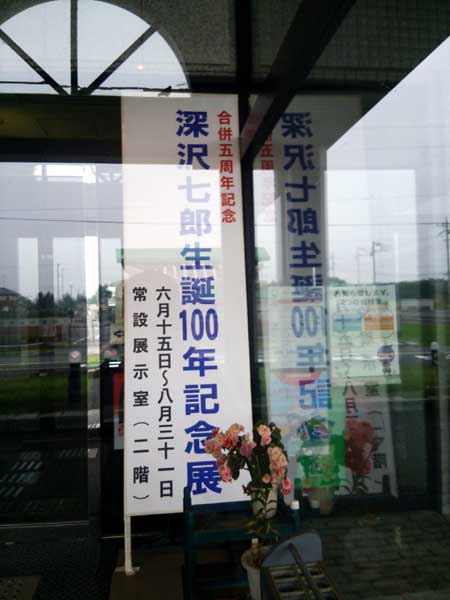 合併五周年記念
深沢七郎生誕100年記念展
六月十五日～八月三十一日
常設展示室（二階）